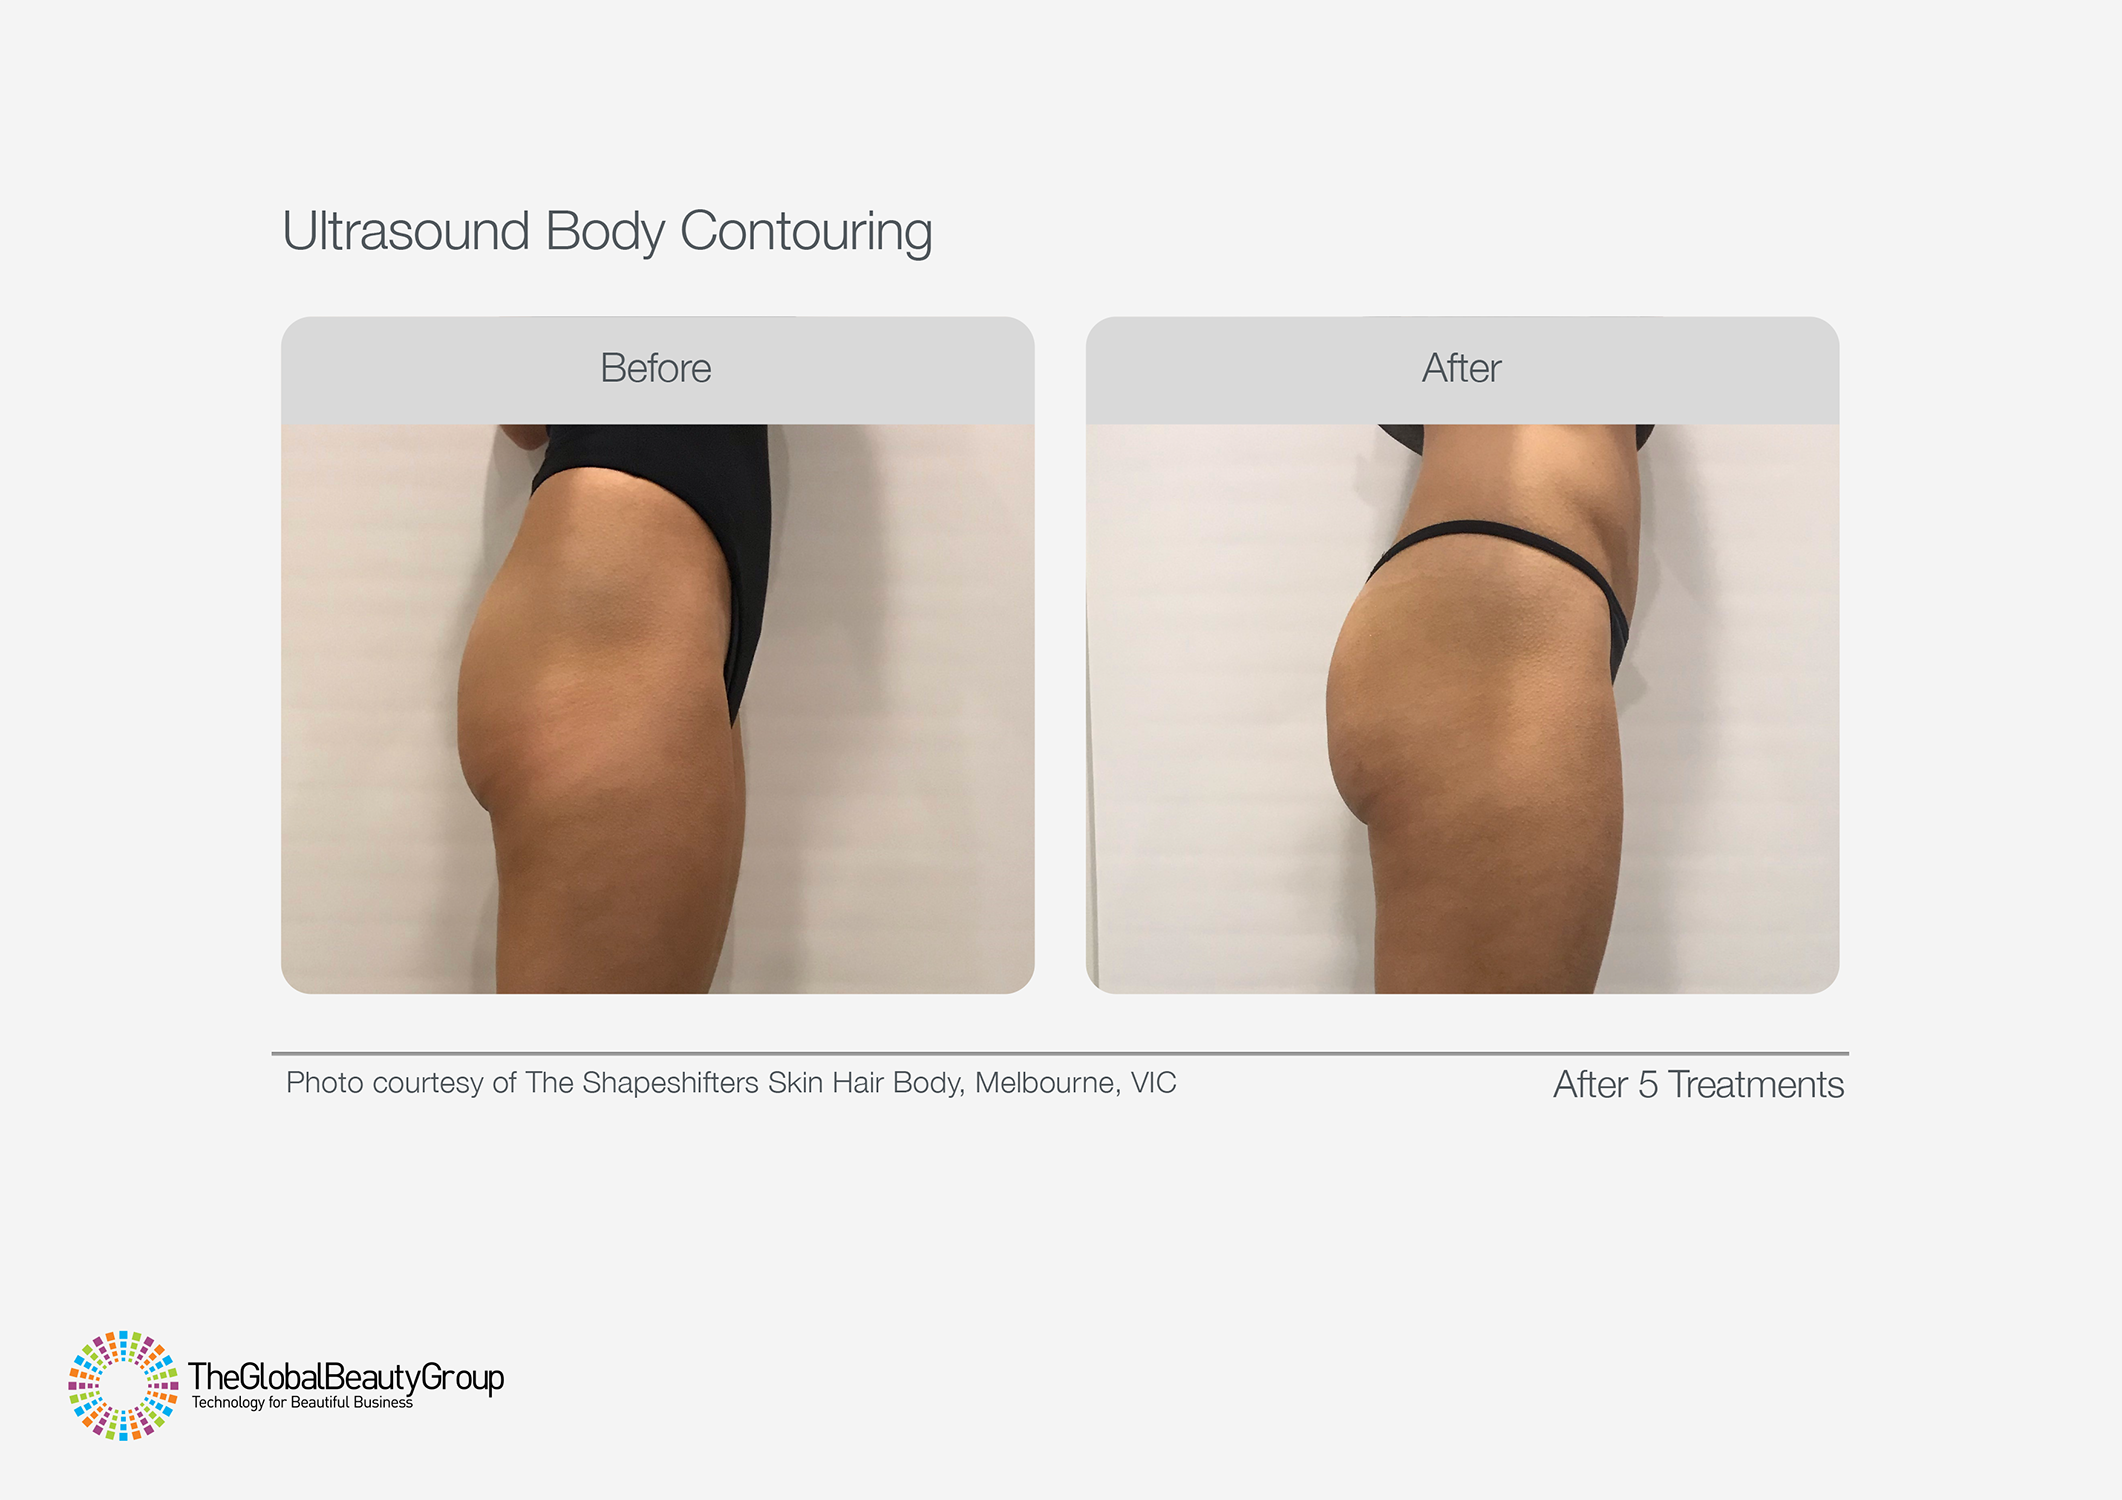 Ultrasound Body Contouring
Before
After
Photo courtesy of The Shapeshifters Skin Hair Body, Melbourne, VIC
After 5 Treatments
TheGlobalBeautyGroup
Technology for Beautiful Business